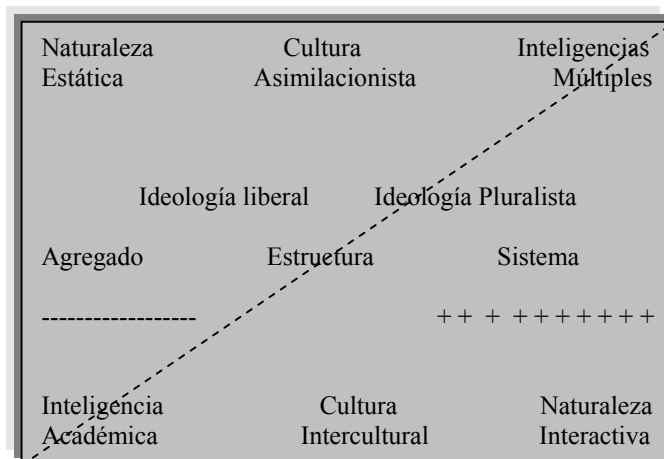 Naturaleza Cultura Inteligencias
Estática Asimilacionista Múltiples
Ideología liberal Ideología Pluralista
Agregado Estructura Sistema
------------------- + + + + + + + + + +
Inteligencia Cultura Naturaleza
Académica Intercultural Interactiva